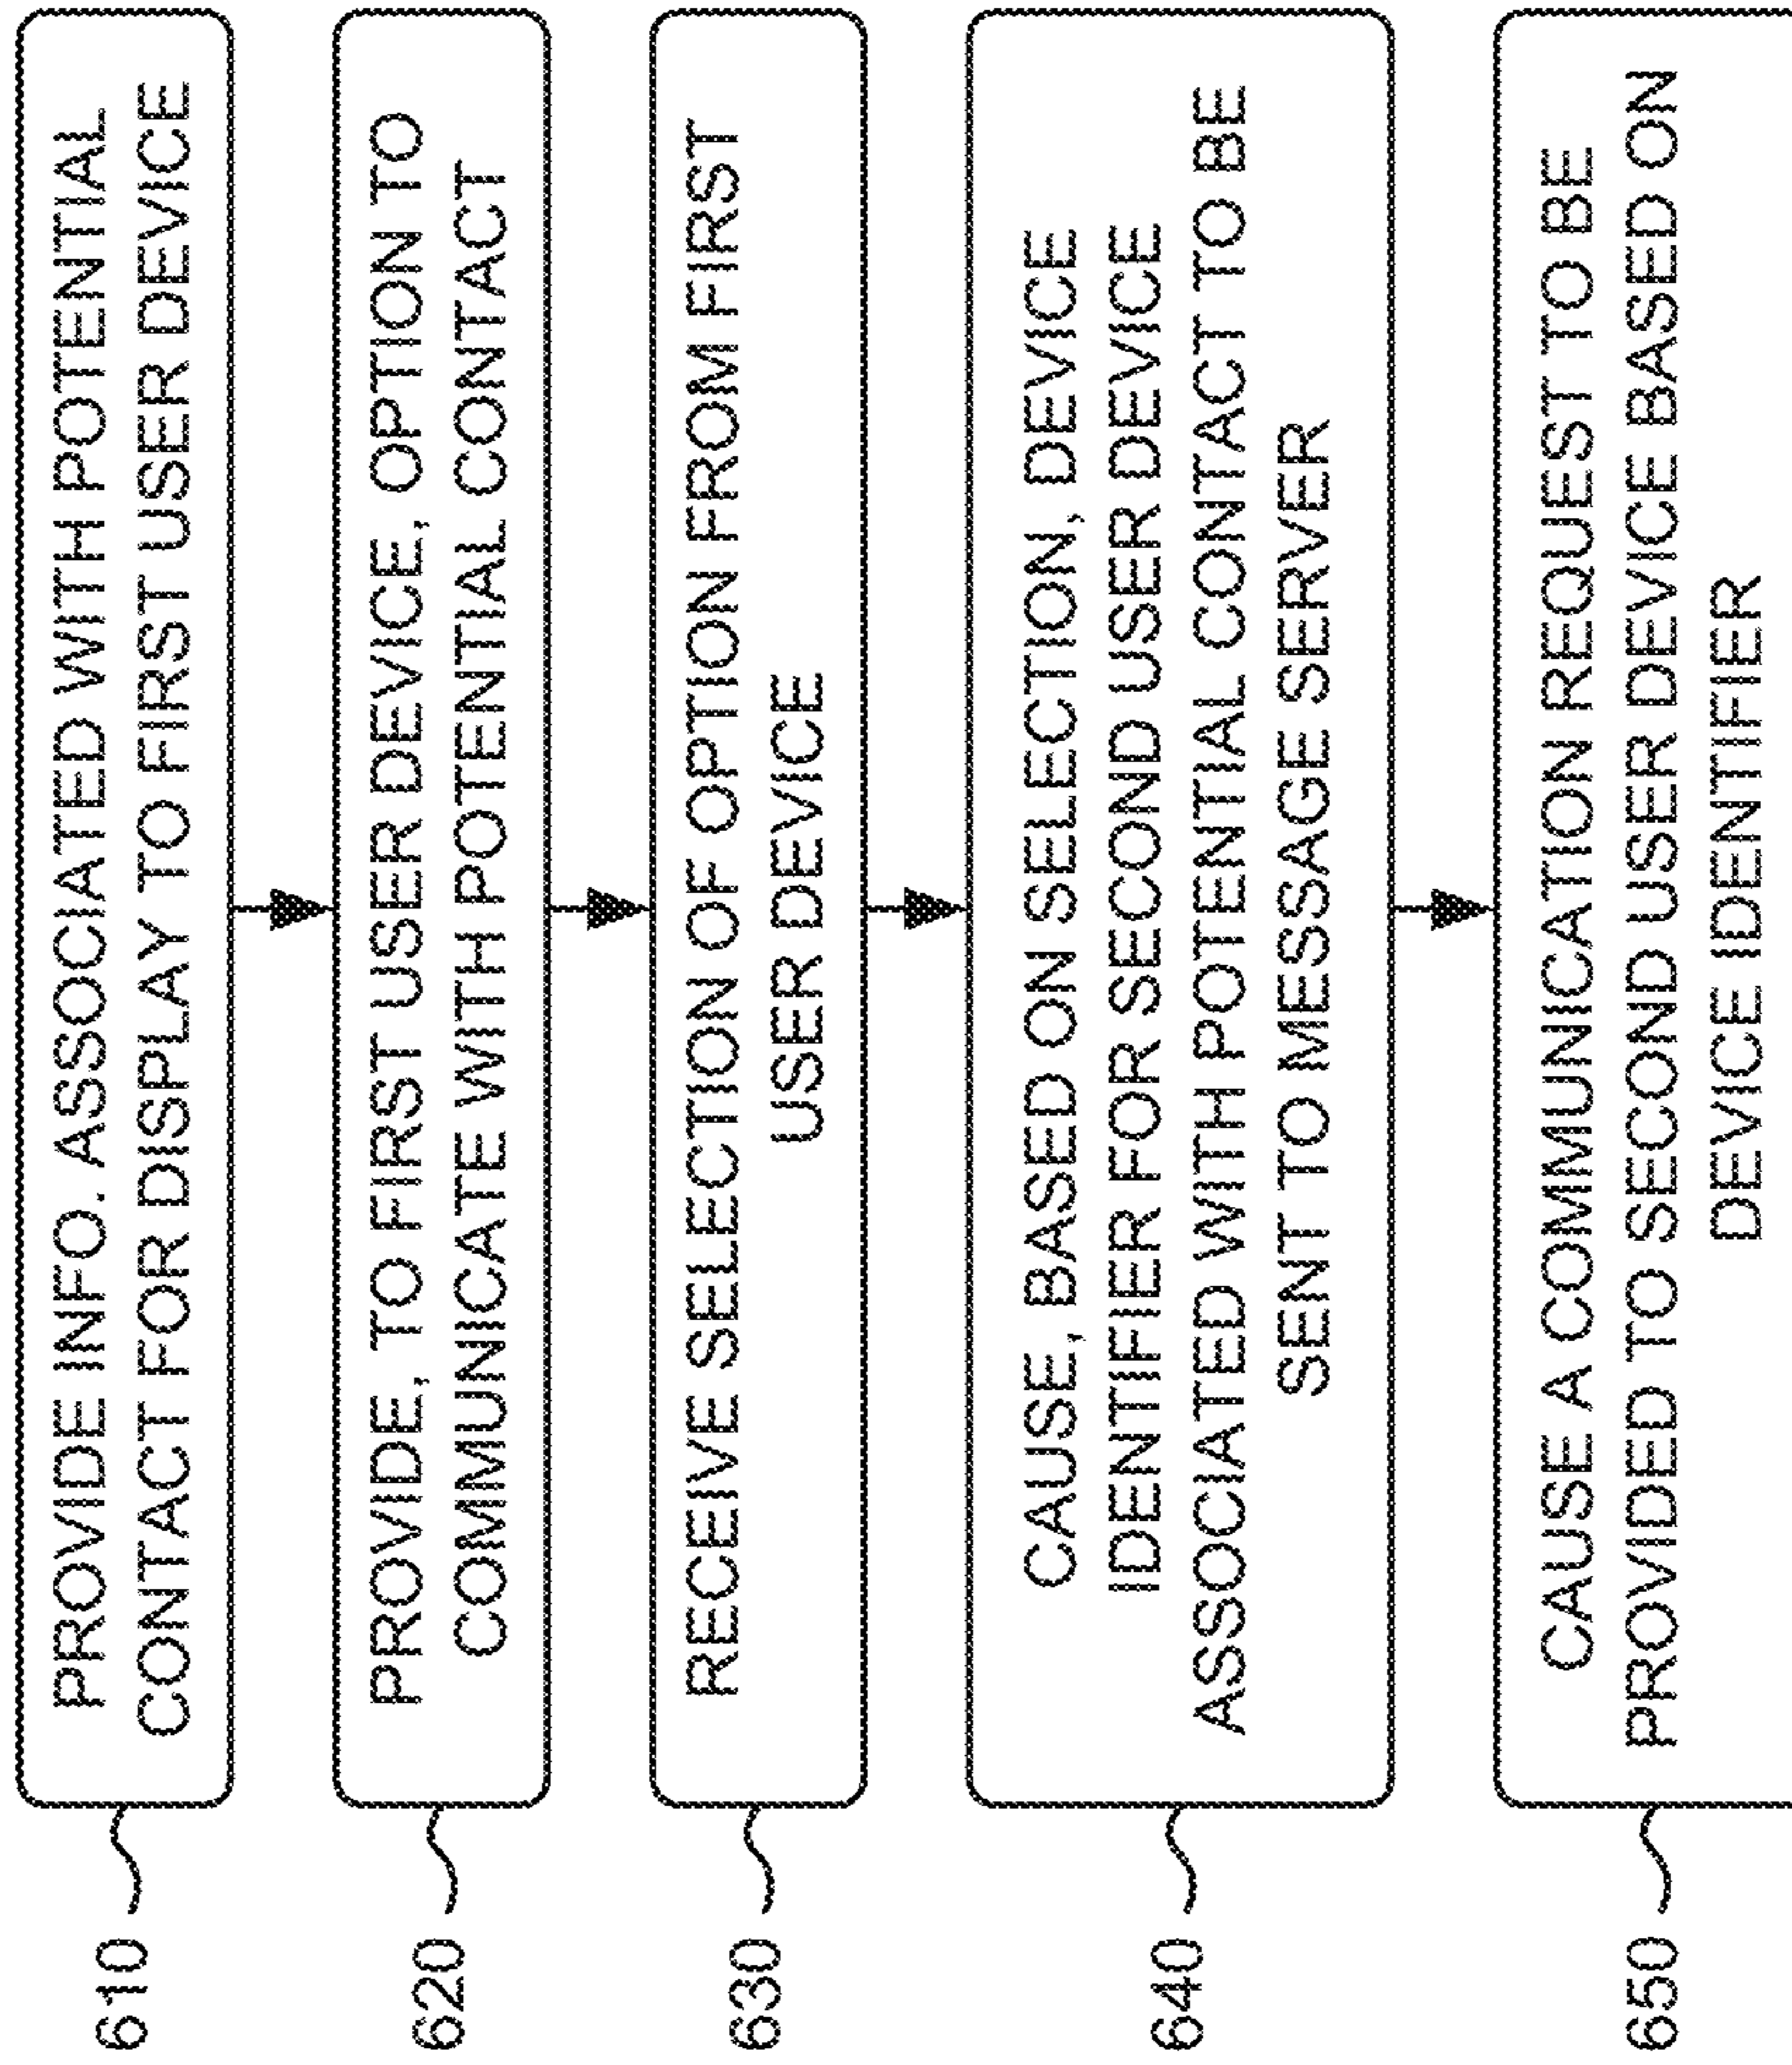 610
PROVIDE INFO. ASSOCIATED WITH POTENTIAL
CONTACT FOR DISPLAY TO FIRST USER DEVICE
620
PROVIDE, TO FIRST USER DEVICE, OPTION TO
COMMUNICATE WITH POTENTIAL CONTACT
630
RECEIVE SELECTION OF OPTION FROM FIRST
USER DEVICE
640
CAUSE, BASED ON SELECTION, DEVICE
IDENTIFIER FOR SECOND USER DEVICE
ASSOCIATED WITH POTENTIAL CONTACT TO BE
SENT TO MESSAGE SERVER
650
CAUSE A COMMUNICATION REQUEST TO BE
PROVIDED TO SECOND USER DEVICE BASED ON
DEVICE IDENTIFIER